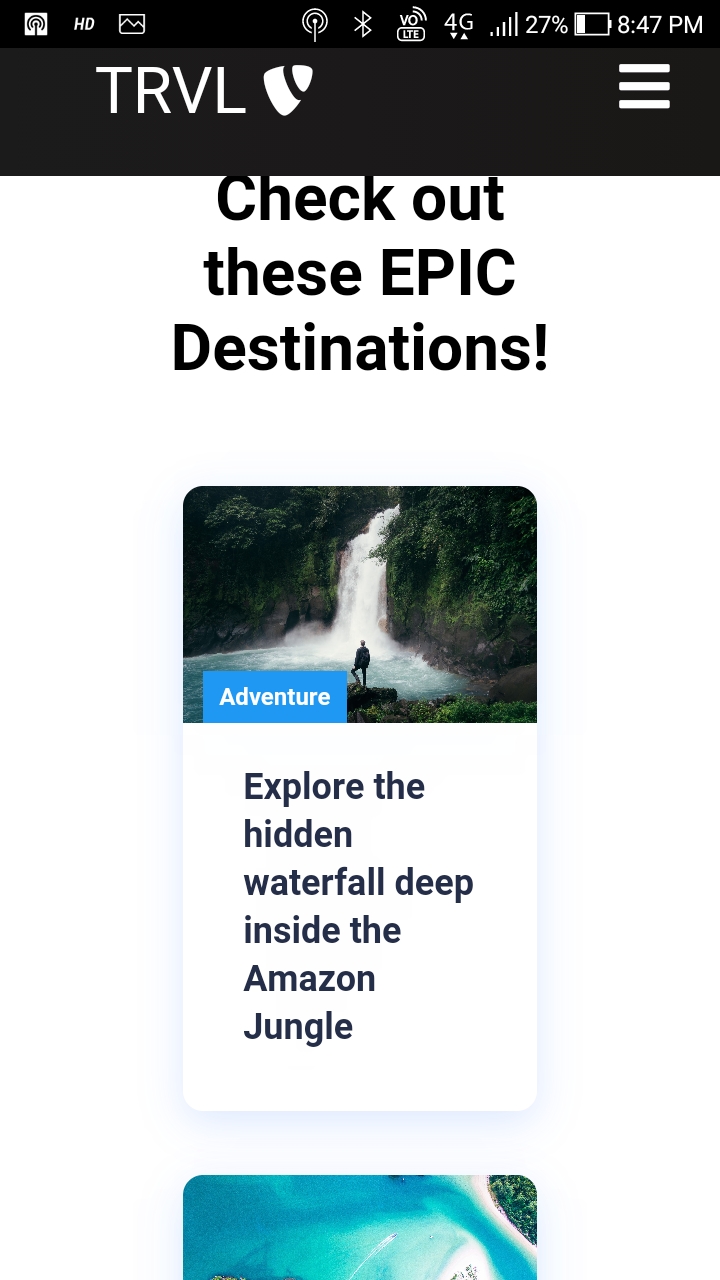 HD VO LTE 4G 27% 8:47 PM
TRVL
Check out
these EPIC
Destinations!
Adventure
Explore the
hidden
waterfall deep
inside the
Amazon
Jungle